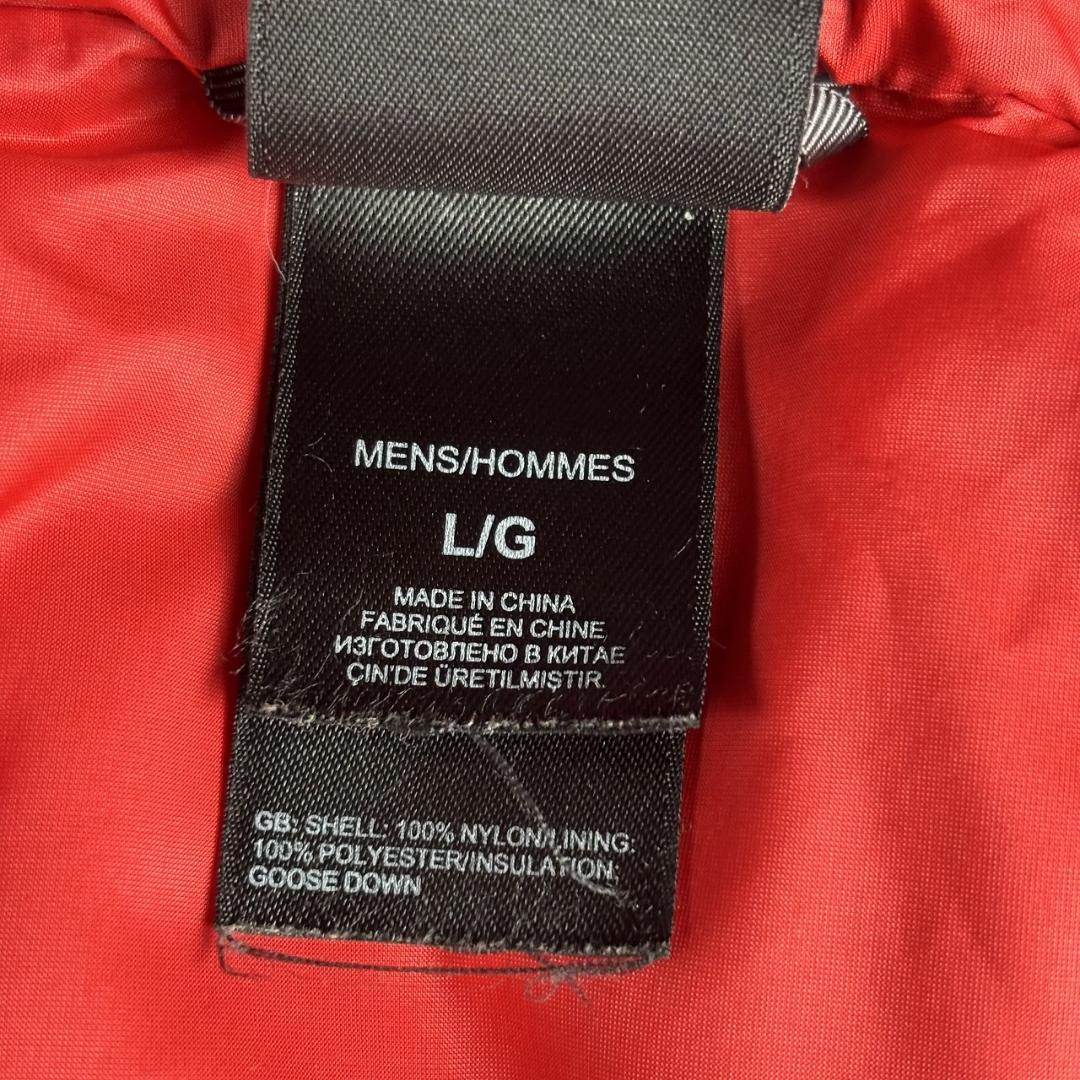 MENS/HOMMES
L/G
MADE IN CHINA
FABRIQUÉ EN CHINE
ИЗГОТОВЛЕНО В КИТАЕ
ÇIN'DE ÜRETILMIŞTIR.
GB: SHELL: 100% NYLON/LINING:
100% POLYESTER/INSULATION:
GOOSE DOWN